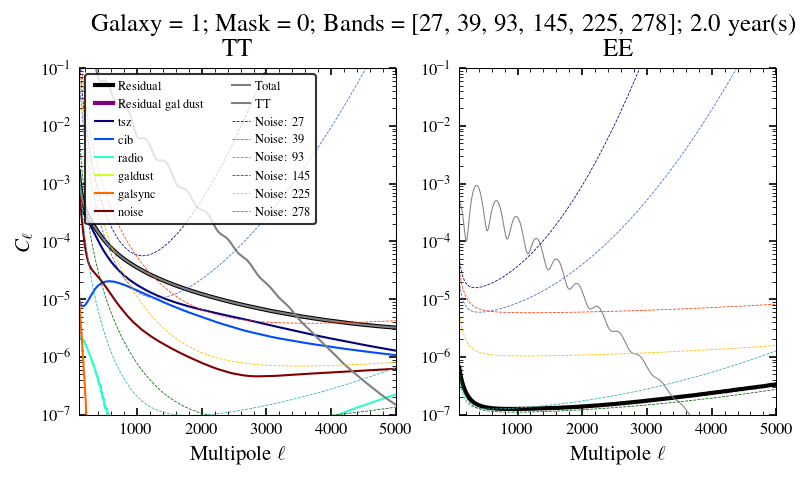 Galaxy = 1; Mask = 0; Bands = [27, 39, 93, 145, 225, 278]; 2.0 year(s)
TT
EE
10^{-1}
10^{-2}
10^{-3}
10^{-4}
10^{-5}
10^{-6}
10^{-7}
C_ℓ
Residual
Residual gal dust
tsz
cib
radio
galdust
galsync
noise
Total
TT
Noise: 27
Noise: 39
Noise: 93
Noise: 145
Noise: 225
Noise: 278
1000 2000 3000 4000 5000
Multipole ℓ
10^{-1}
10^{-2}
10^{-3}
10^{-4}
10^{-5}
10^{-6}
10^{-7}
1000 2000 3000 4000 5000
Multipole ℓ